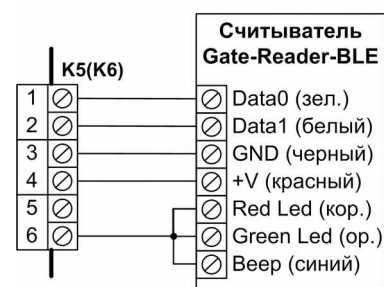 Считыватель
Gate-Reader-BLE
K5(K6)
1
Data0 (зел.)
2
Data1 (белый)
3
GND (черный)
4
+V (красный)
5
Red Led (кор.)
6
Green Led (ор.)
Beep (синий)